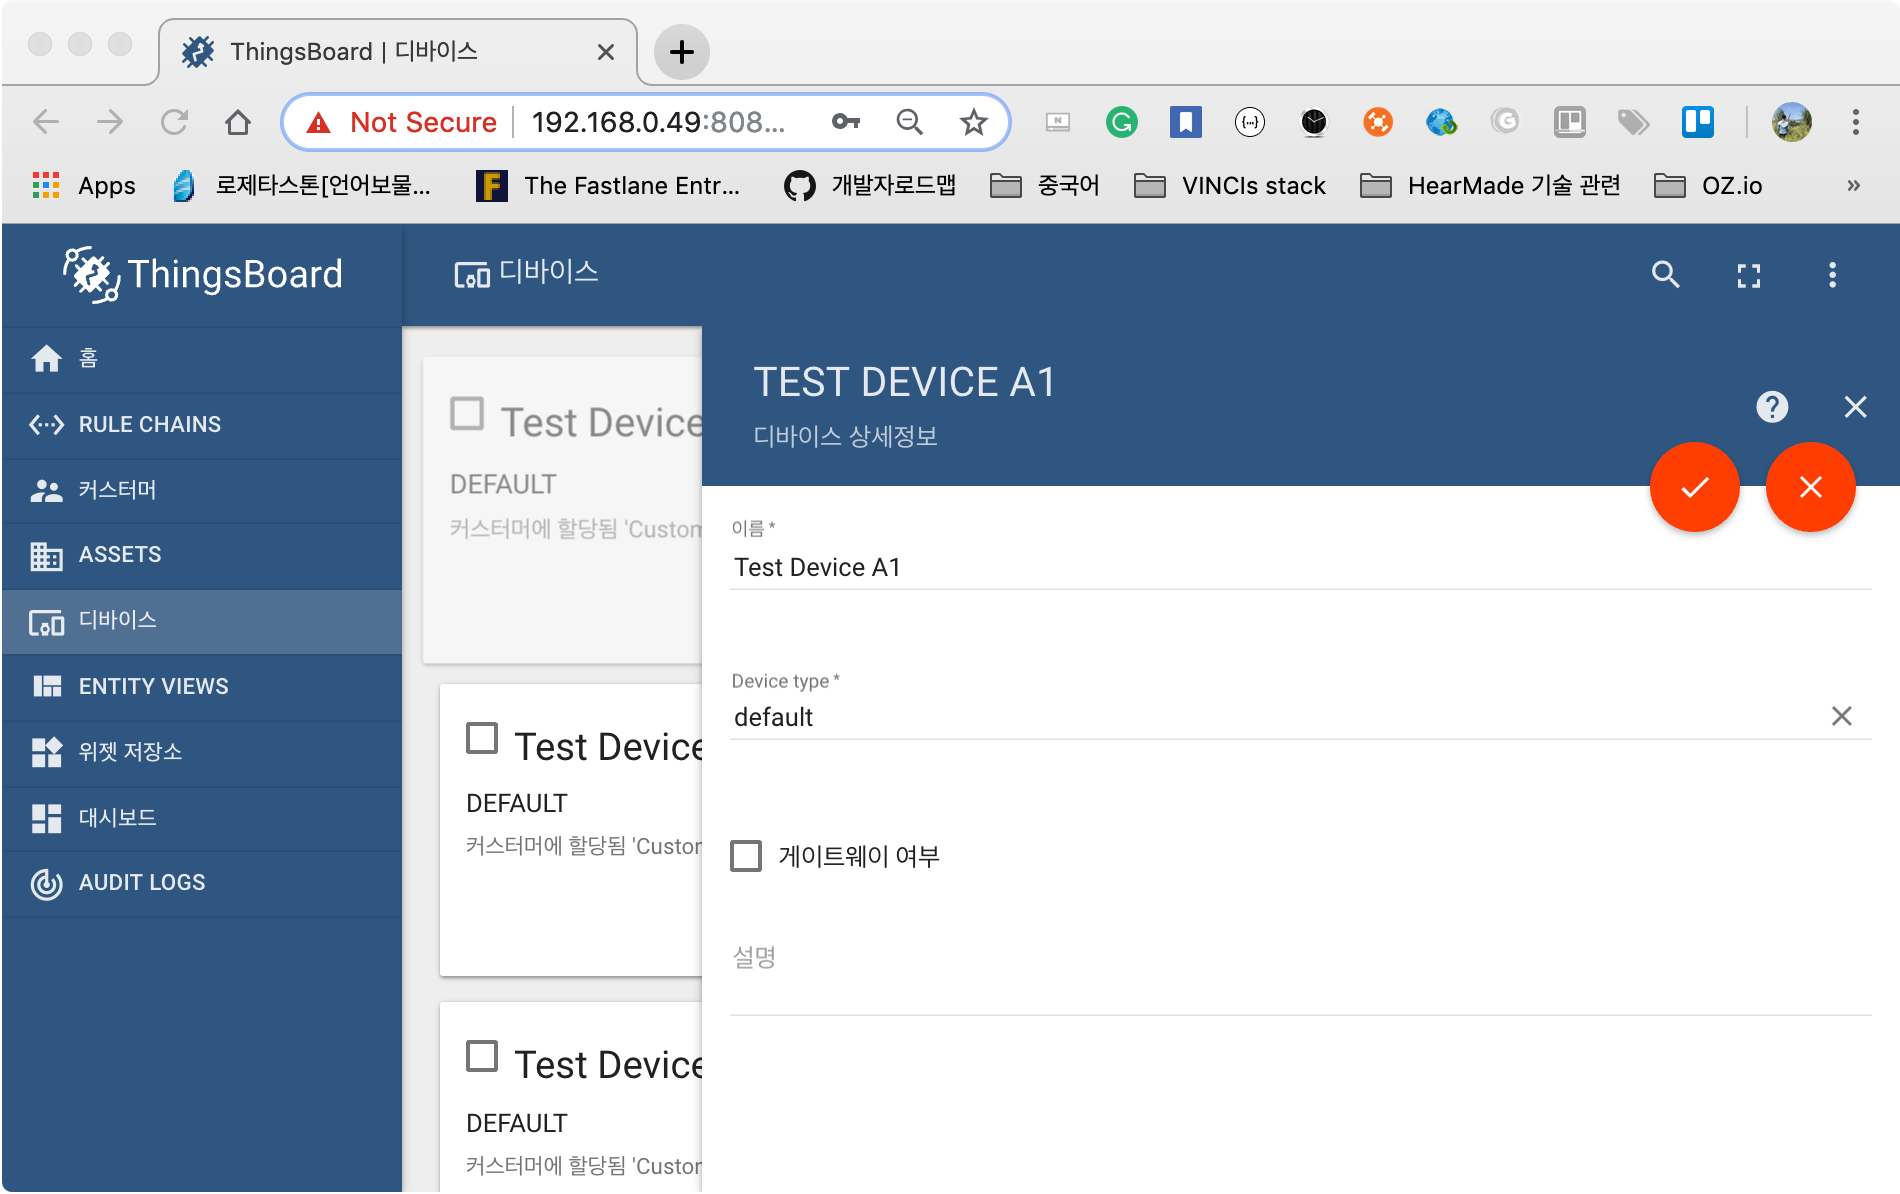 ThingsBoard | 디바이스
Not Secure
192.168.0.49:808...
Apps
로제타스톤[언어보물...
The Fastlane Entr...
개발자로드맵
중국어
VINCIs stack
HearMade 기술 관련
OZ.io
»
ThingsBoard
디바이스
홈
RULE CHAINS
커스터머
ASSETS
디바이스
ENTITY VIEWS
위젯 저장소
대시보드
AUDIT LOGS
Test Device
DEFAULT
커스터머에 할당됨 'Custom
Test Device
DEFAULT
커스터머에 할당됨 'Custor
Test Device
DEFAULT
커스터머에 할당됨 'Custor
TEST DEVICE A1
디바이스 상세정보
이름 *
Test Device A1
Device type *
default
게이트웨이 여부
설명